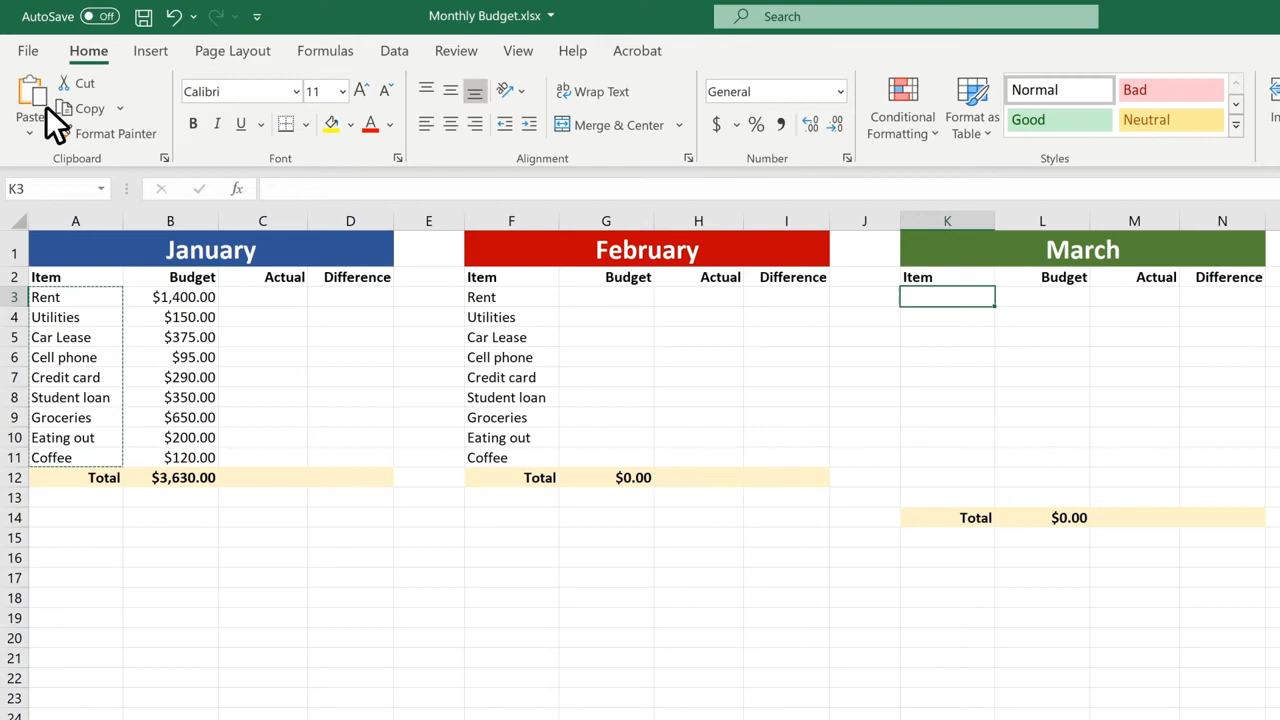 AutoSave Off Monthly Budget.xlsx Search
File Home Insert Page Layout Formulas Data Review View Help Acrobat
Paste Cut Copy Format Painter Clipboard
Calibri 11 A A B I U A Font
ab Wrap Text Merge & Center Alignment
General $ % , Number
Conditional Formatting Format as Table Normal Bad Good Neutral Styles
K3 fx
A B C D E F G H I J K L M N
1 January February March
2 Item Budget Actual Difference Item Budget Actual Difference Item Budget Actual Difference
3 Rent $1,400.00 Rent
4 Utilities $150.00 Utilities
5 Car Lease $375.00 Car Lease
6 Cell phone $95.00 Cell phone
7 Credit card $290.00 Credit card
8 Student loan $350.00 Student loan
9 Groceries $650.00 Groceries
10 Eating out $200.00 Eating out
11 Coffee $120.00 Coffee
12 Total $3,630.00 Total $0.00
13
14 Total $0.00
15
16
17
18
19
20
21
22
23
24